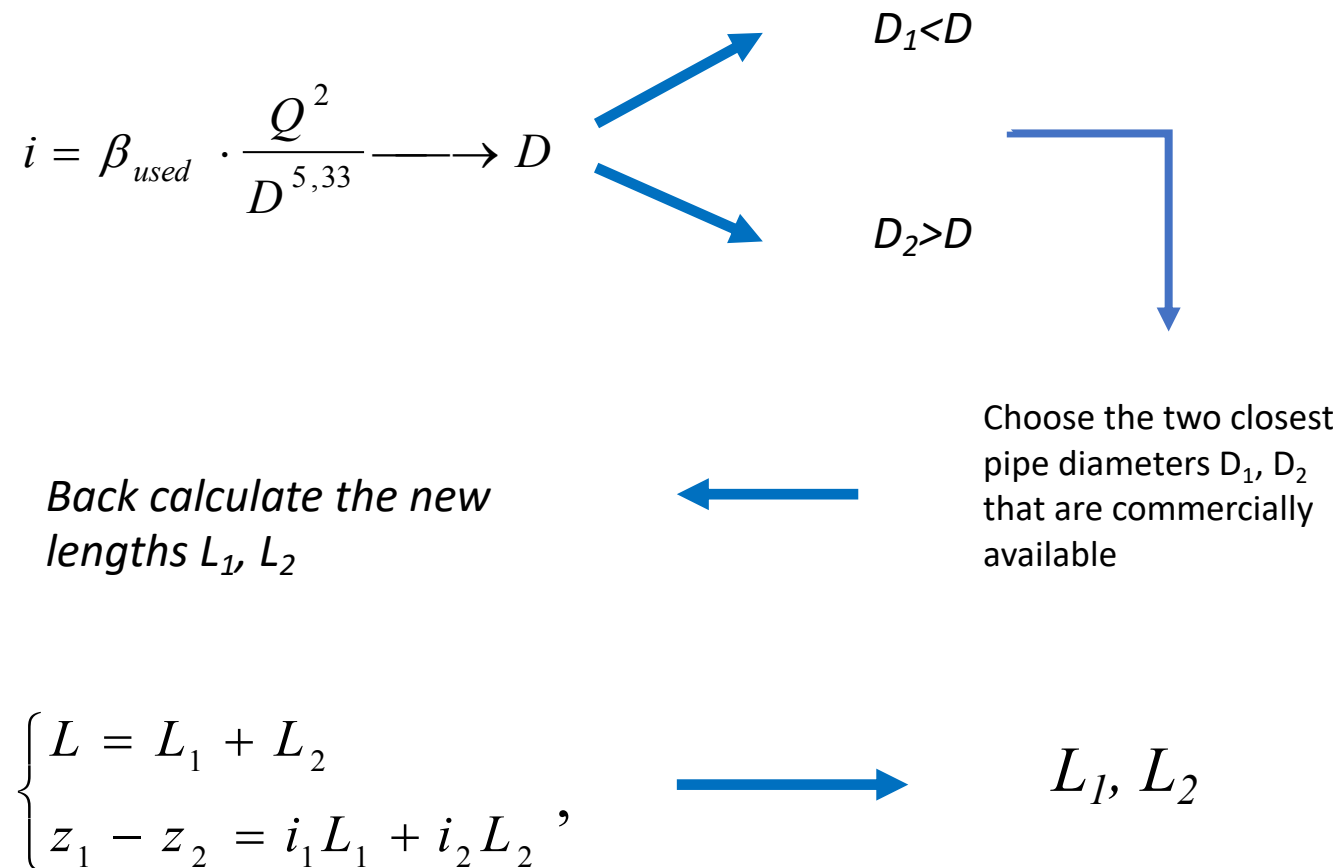 D₁<D
i = β_used · Q² / D^5,33 ⟶ D
D₂>D
Choose the two closest
pipe diameters D₁, D₂
that are commercially
available
Back calculate the new
lengths L₁, L₂
{ L = L₁ + L₂
z₁ − z₂ = i₁L₁ + i₂L₂ ,
L₁, L₂